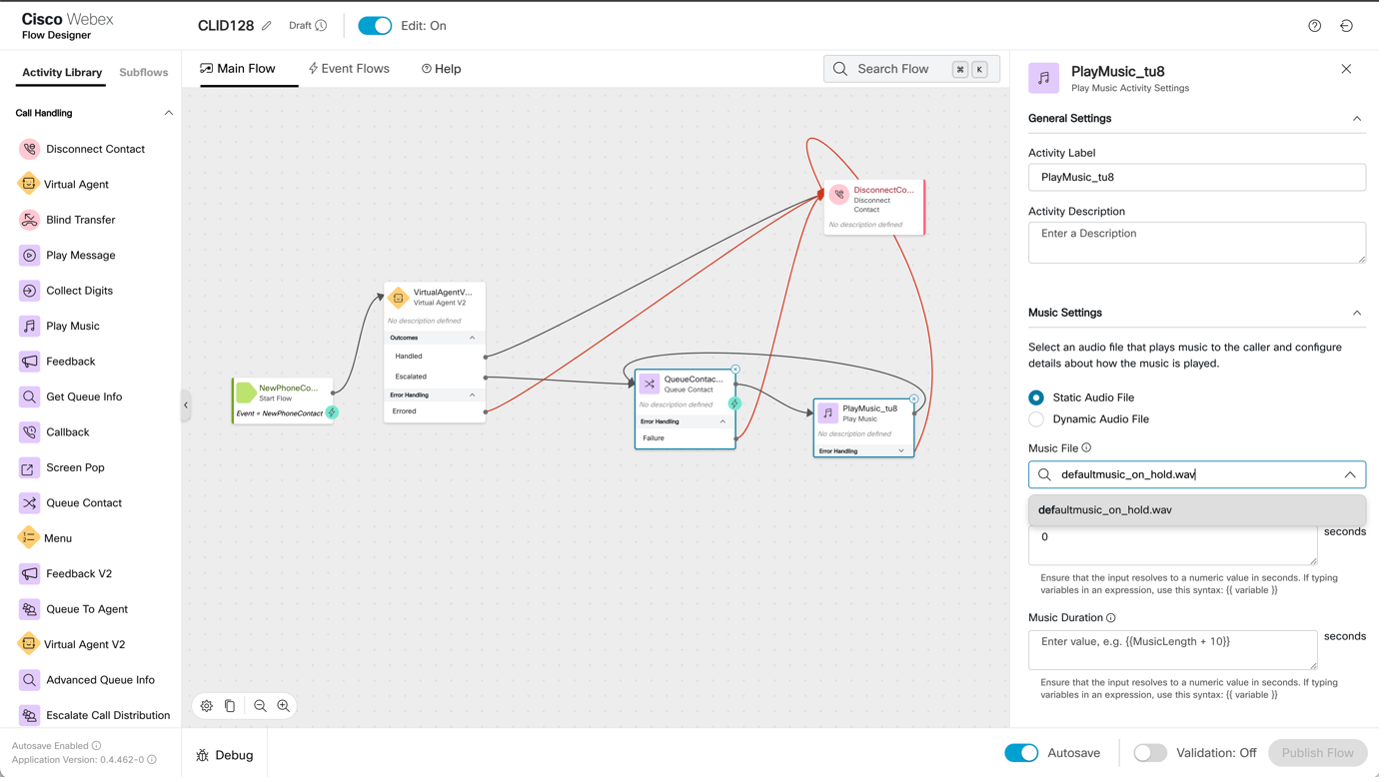 Cisco Webex
Flow Designer
CLID128
Draft
Edit: On
Activity Library
Subflows
Call Handling
Disconnect Contact
Virtual Agent
Blind Transfer
Play Message
Collect Digits
Play Music
Feedback
Get Queue Info
Callback
Screen Pop
Queue Contact
Menu
Feedback V2
Queue To Agent
Virtual Agent V2
Advanced Queue Info
Escalate Call Distribution
Autosave Enabled
Application Version: 0.4.462-0
Main Flow
Event Flows
Help
Search Flow
⌘ K
NewPhoneCo...
Start Flow
Event = NewPhoneContact
VirtualAgentV...
Virtual Agent V2
No description defined
Outcomes
Handled
Escalated
Error Handling
Errored
QueueContac...
Queue Contact
No description defined
Error Handling
Failure
PlayMusic_tu8
Play Music
No description defined
Error Handling
DisconnectCo...
Disconnect
Contact
No description defined
Debug
PlayMusic_tu8
Play Music Activity Settings
General Settings
Activity Label
PlayMusic_tu8
Activity Description
Enter a Description
Music Settings
Select an audio file that plays music to the caller and configure
details about how the music is played.
Static Audio File
Dynamic Audio File
Music File
defaultmusic_on_hold.wav
defaultmusic_on_hold.wav
0
seconds
Ensure that the input resolves to a numeric value in seconds. If typing
variables in an expression, use this syntax: {{ variable }}
Music Duration
Enter value, e.g. {{MusicLength + 10}}
seconds
Ensure that the input resolves to a numeric value in seconds. If typing
variables in an expression, use this syntax: {{ variable }}
Autosave
Validation: Off
Publish Flow